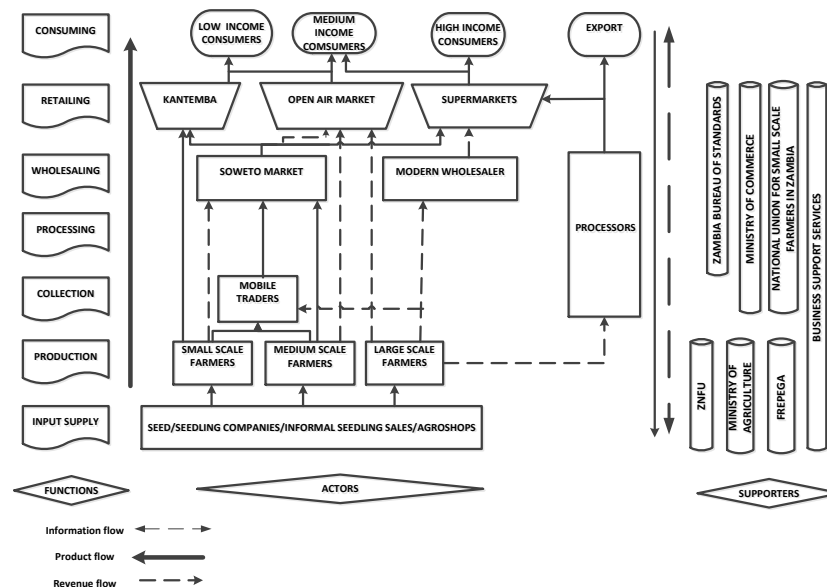 CONSUMING
RETAILING
WHOLESALING
PROCESSING
COLLECTION
PRODUCTION
INPUT SUPPLY
LOW INCOME
CONSUMERS
MEDIUM
INCOME
COMSUMERS
HIGH INCOME
CONSUMERS
EXPORT
KANTEMBA
OPEN AIR MARKET
SUPERMARKETS
SOWETO MARKET
MODERN WHOLESALER
PROCESSORS
MOBILE
TRADERS
SMALL SCALE
FARMERS
MEDIUM SCALE
FARMERS
LARGE SCALE
FARMERS
SEED/SEEDLING COMPANIES/INFORMAL SEEDLING SALES/AGROSHOPS
ZAMBIA BUREAU OF STANDARDS
MINISTRY OF COMMERCE
NATIONAL UNION FOR SMALL SCALE
FARMERS IN ZAMBIA
BUSINESS SUPPORT SERVICES
ZNFU
MINISTRY OF
AGRICULTURE
FREPEGA
FUNCTIONS
ACTORS
SUPPORTERS
Information flow
Product flow
Revenue flow